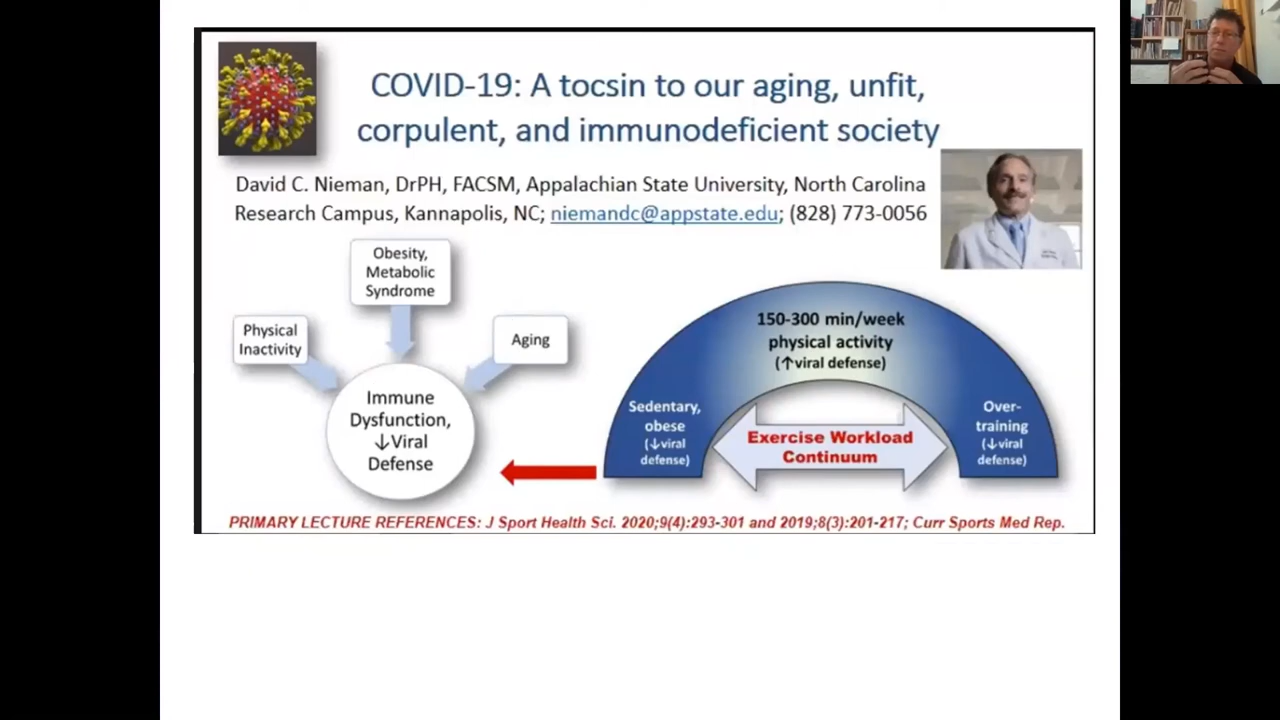 COVID-19: A tocsin to our aging, unfit,
corpulent, and immunodeficient society
David C. Nieman, DrPH, FACSM, Appalachian State University, North Carolina
Research Campus, Kannapolis, NC; niemandc@appstate.edu; (828) 773-0056
Obesity,
Metabolic
Syndrome
Physical
Inactivity
Aging
Immune
Dysfunction,
↓Viral
Defense
150-300 min/week
physical activity
(↑viral defense)
Sedentary,
obese
(↓viral
defense)
Exercise Workload
Continuum
Over-
training
(↓viral
defense)
PRIMARY LECTURE REFERENCES: J Sport Health Sci. 2020;9(4):293-301 and 2019;8(3):201-217; Curr Sports Med Rep.